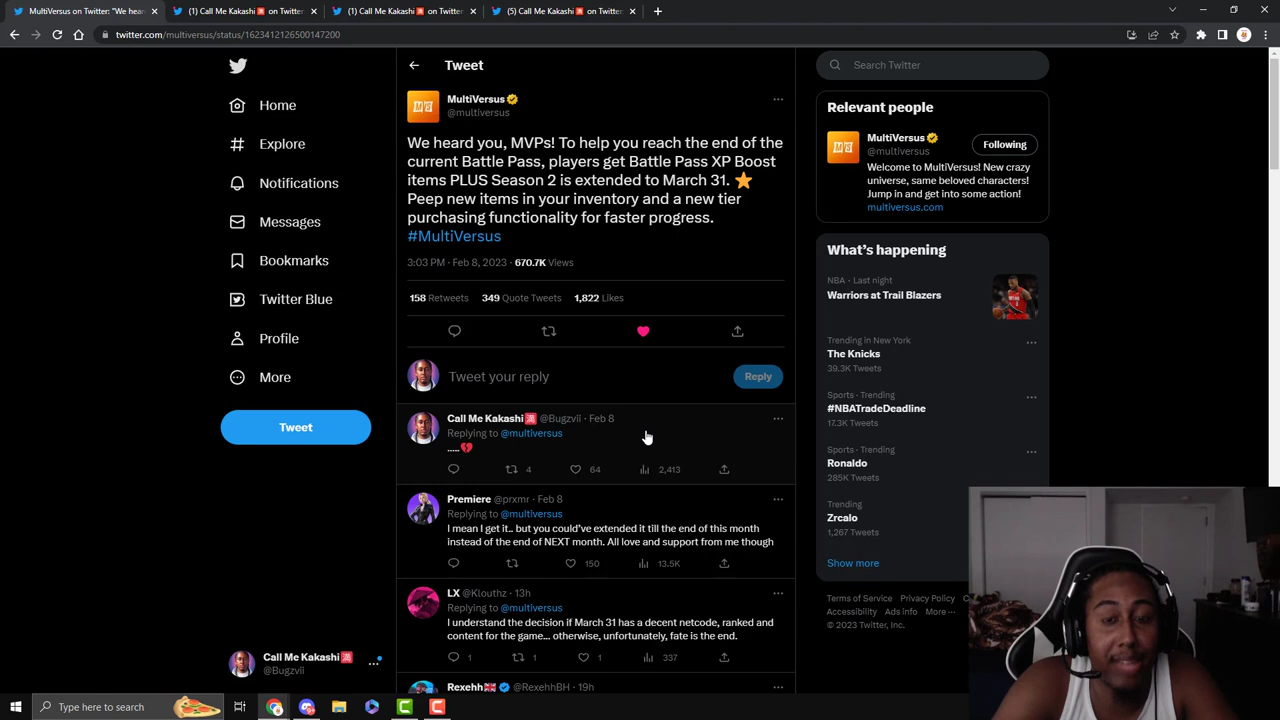 MultiVersus on Twitter: "We hear
(1) Call Me Kakashi
on Twitter
(1) Call Me Kakashi
on Twitter
(5) Call Me Kakashi
on Twitter
twitter.com/multiversus/status/1623412126500147200
Home
Explore
Notifications
Messages
Bookmarks
Twitter Blue
Profile
More
Tweet
Call Me Kakashi
@Bugzvii
Tweet
MultiVersus
@multiversus
We heard you, MVPs! To help you reach the end of the
current Battle Pass, players get Battle Pass XP Boost
items PLUS Season 2 is extended to March 31.
Peep new items in your inventory and a new tier
purchasing functionality for faster progress.
#MultiVersus
3:03 PM · Feb 8, 2023 · 670.7K Views
158 Retweets 349 Quote Tweets 1,822 Likes
Tweet your reply
Reply
Call Me Kakashi @Bugzvii · Feb 8
Replying to @multiversus
.....
4 64 2,413
Premiere @prxmr · Feb 8
Replying to @multiversus
I mean I get it.. but you could've extended it till the end of this month
instead of the end of NEXT month. All love and support from me though
150 13.5K
LX @Klouthz · 13h
Replying to @multiversus
I understand the decision if March 31 has a decent netcode, ranked and
content for the game... otherwise, unfortunately, fate is the end.
1 1 1 337
Rexehh @RexehhBH · 19h
Search Twitter
Relevant people
MultiVersus
@multiversus
Following
Welcome to MultiVersus! New crazy
universe, same beloved characters!
Jump in and get into some action!
multiversus.com
What's happening
NBA · Last night
Warriors at Trail Blazers
Trending in New York
The Knicks
39.3K Tweets
Sports · Trending
#NBATradeDeadline
17.3K Tweets
Sports · Trending
Ronaldo
285K Tweets
Trending
Zrcalo
1,267 Tweets
Show more
Terms of Service Privacy Policy
Accessibility Ads info More ...
© 2023 Twitter, Inc.
Type here to search